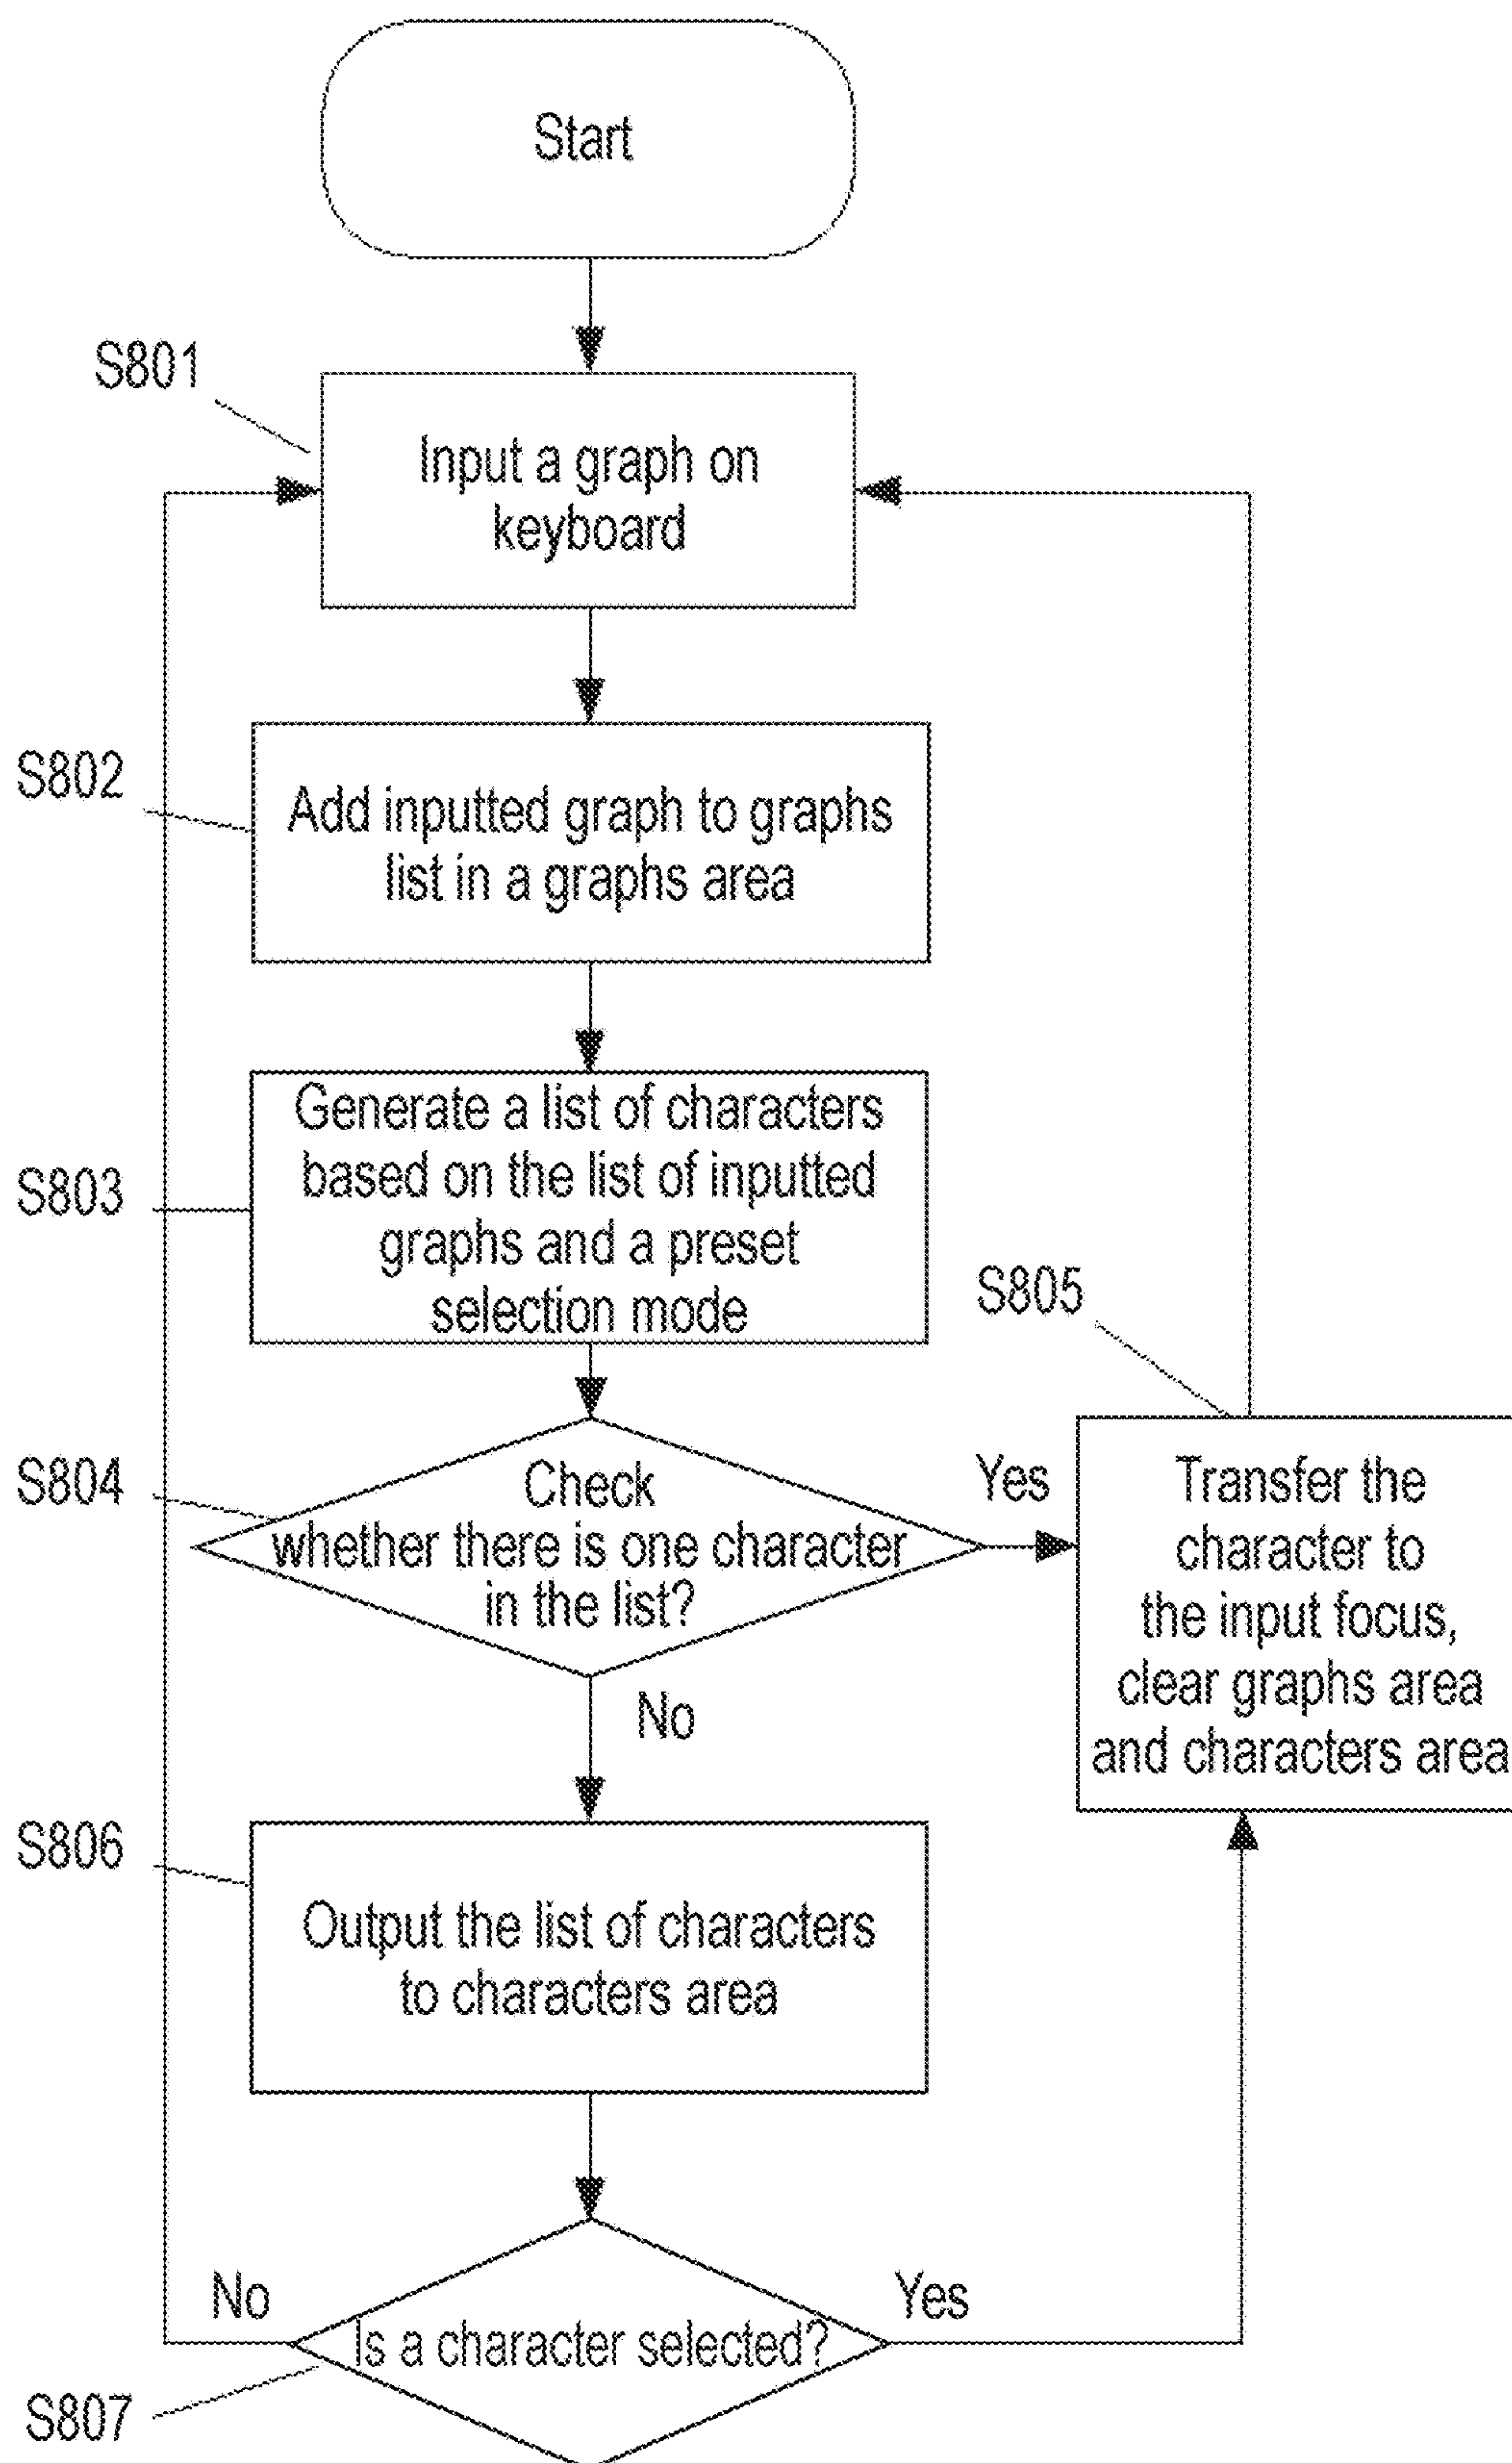 Start
S801
Input a graph on
keyboard
S802
Add inputted graph to graphs
list in a graphs area
S803
Generate a list of characters
based on the list of inputted
graphs and a preset
selection mode
S804
Check
whether there is one character
in the list?
Yes
No
S805
Transfer the
character to
the input focus,
clear graphs area
and characters area
S806
Output the list of characters
to characters area
No
Is a character selected?
Yes
S807